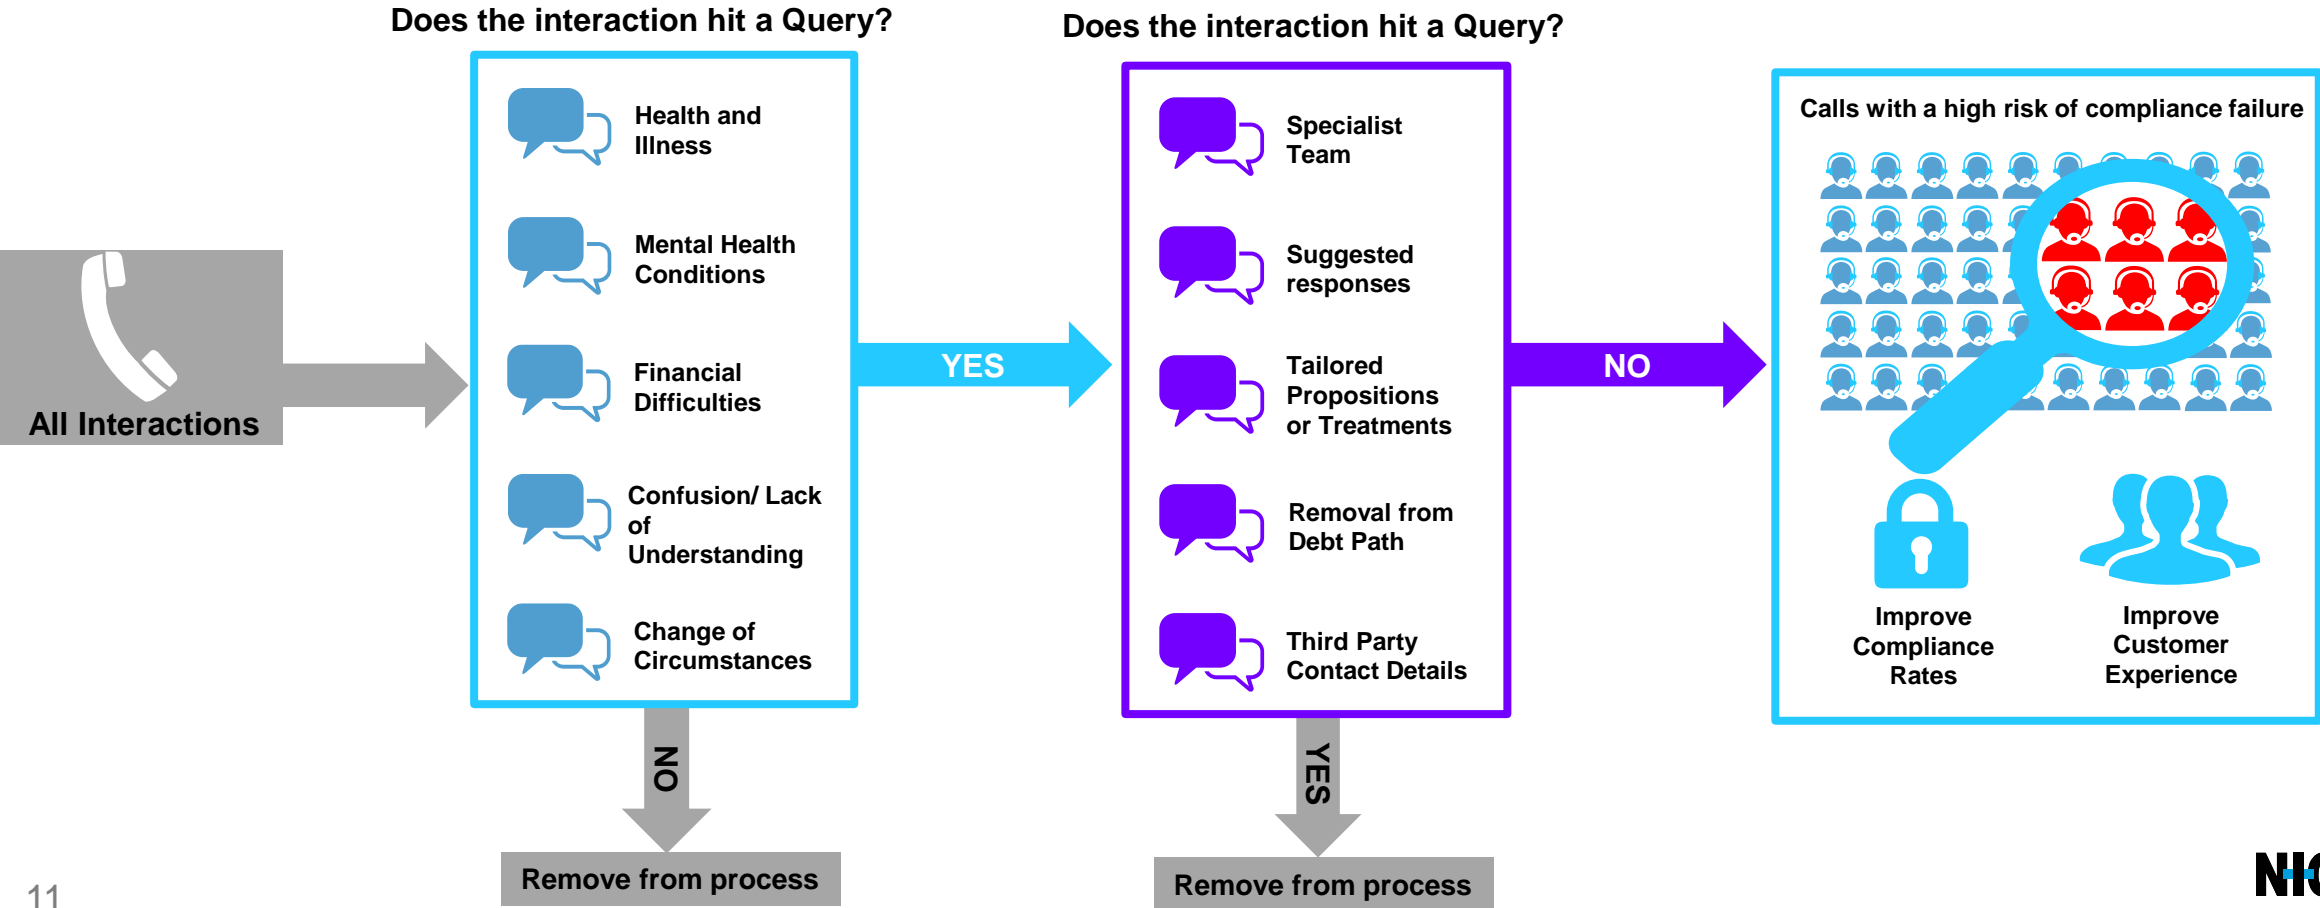 Does the interaction hit a Query?
Does the interaction hit a Query?
All Interactions
Health and
Illness
Mental Health
Conditions
Financial
Difficulties
Confusion/ Lack
of
Understanding
Change of
Circumstances
YES
NO
Remove from process
Specialist
Team
Suggested
responses
Tailored
Propositions
or Treatments
Removal from
Debt Path
Third Party
Contact Details
NO
YES
Remove from process
Calls with a high risk of compliance failure
Improve
Compliance
Rates
Improve
Customer
Experience
11